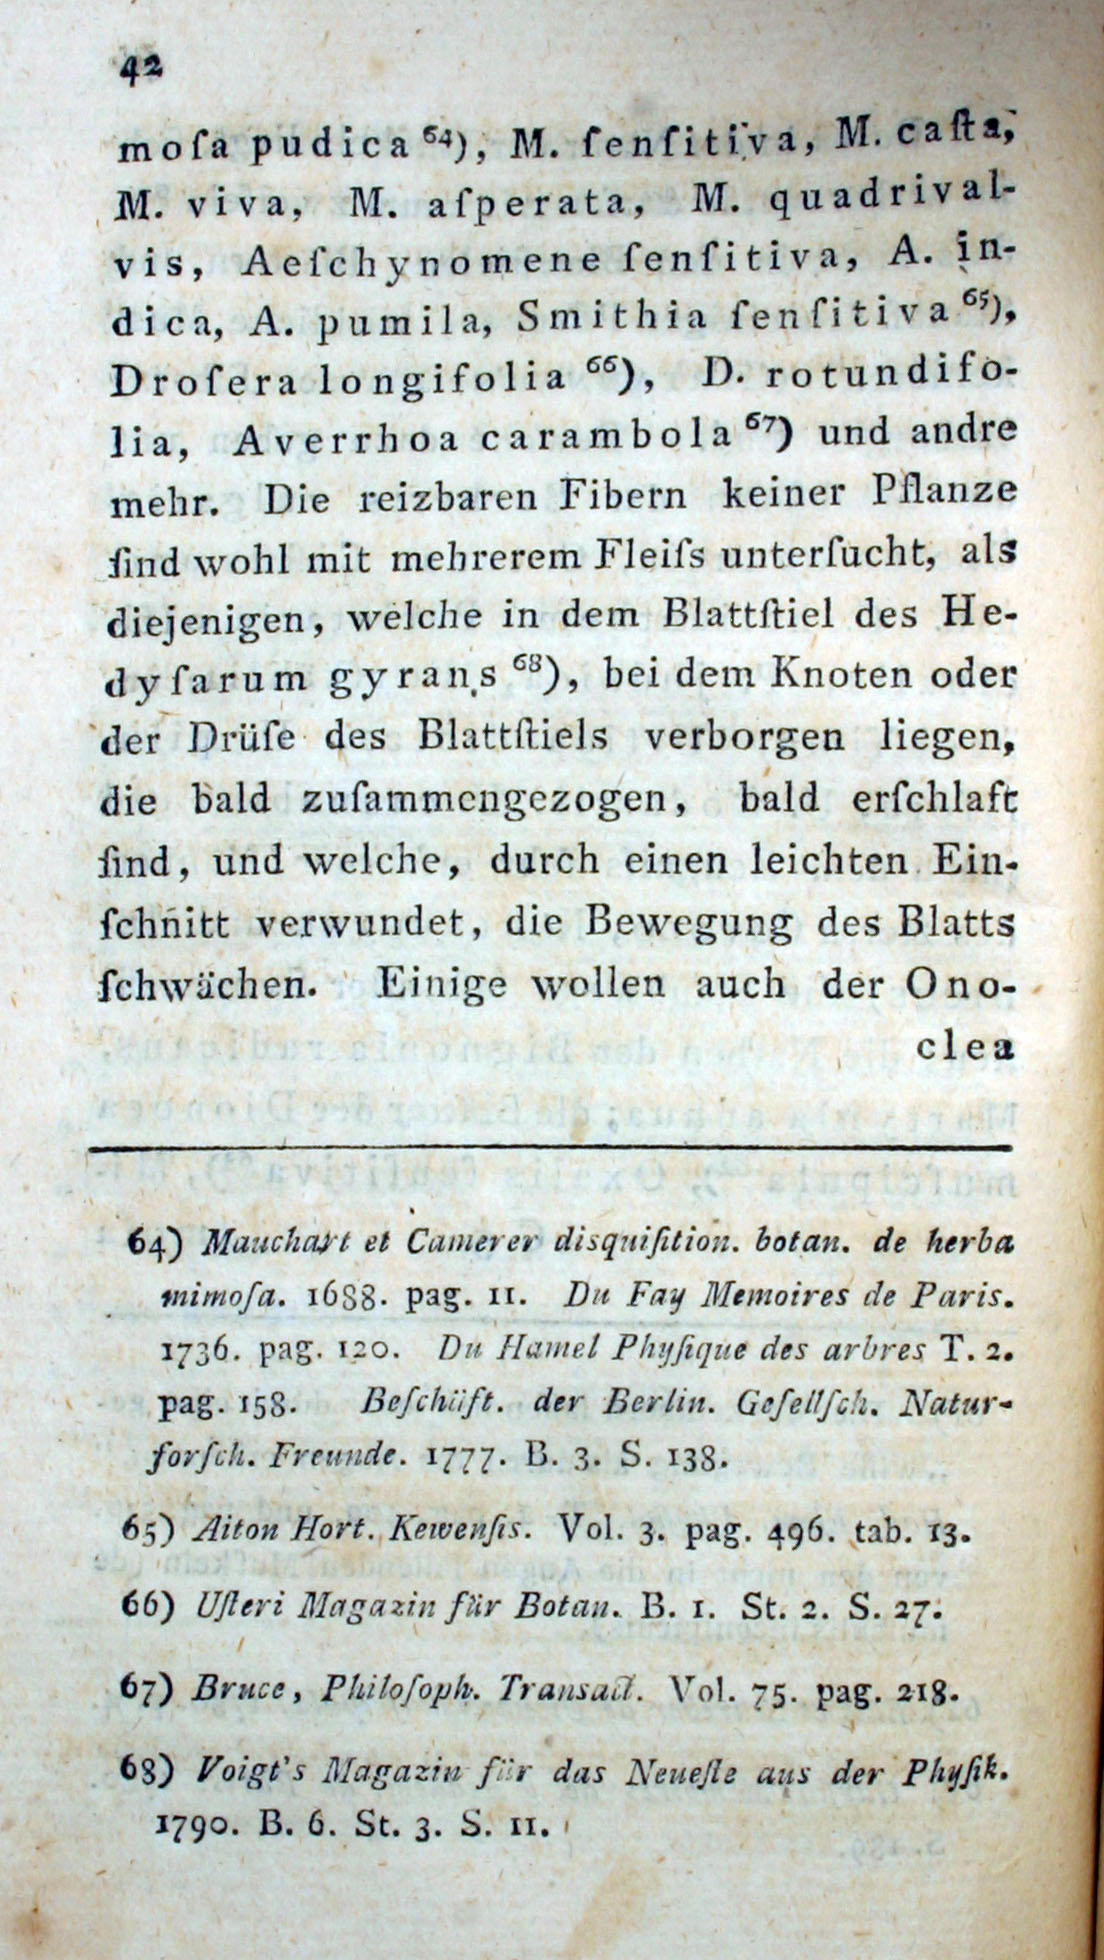 42
moſa pudica ⁶⁴), M. ſenſitiva, M. caſta,
M. viva, M. aſperata, M. quadrival-
vis, Aeſchynomene ſenſitiva, A. in-
dica, A. pumila, Smithia ſenſitiva ⁶⁵),
Droſera longifolia ⁶⁶), D. rotundifo-
lia, Averrhoa carambola ⁶⁷) und andre
mehr. Die reizbaren Fibern keiner Pflanze
ſind wohl mit mehrerem Fleiſs unterſucht, als
diejenigen, welche in dem Blattſtiel des He-
dyſarum gyrans ⁶⁸), bei dem Knoten oder
der Drüſe des Blattſtiels verborgen liegen,
die bald zuſammengezogen, bald erſchlaft
ſind, und welche, durch einen leichten Ein-
ſchnitt verwundet, die Bewegung des Blatts
ſchwächen. Einige wollen auch der Ono-
clea
64) Mauchart et Camerer disquiſition. botan. de herba
mimoſa. 1688. pag. 11. Du Fay Memoires de Paris.
1736. pag. 120. Du Hamel Phyſique des arbres T. 2.
pag. 158. Beſchäft. der Berlin. Geſellſch. Natur-
forſch. Freunde. 1777. B. 3. S. 138.
65) Aiton Hort. Kewenſis. Vol. 3. pag. 496. tab. 13.
66) Uſteri Magazin für Botan. B. 1. St. 2. S. 27.
67) Bruce, Philoſoph. Transact. Vol. 75. pag. 218.
68) Voigt's Magazin für das Neueſte aus der Phyſik.
1790. B. 6. St. 3. S. 11.